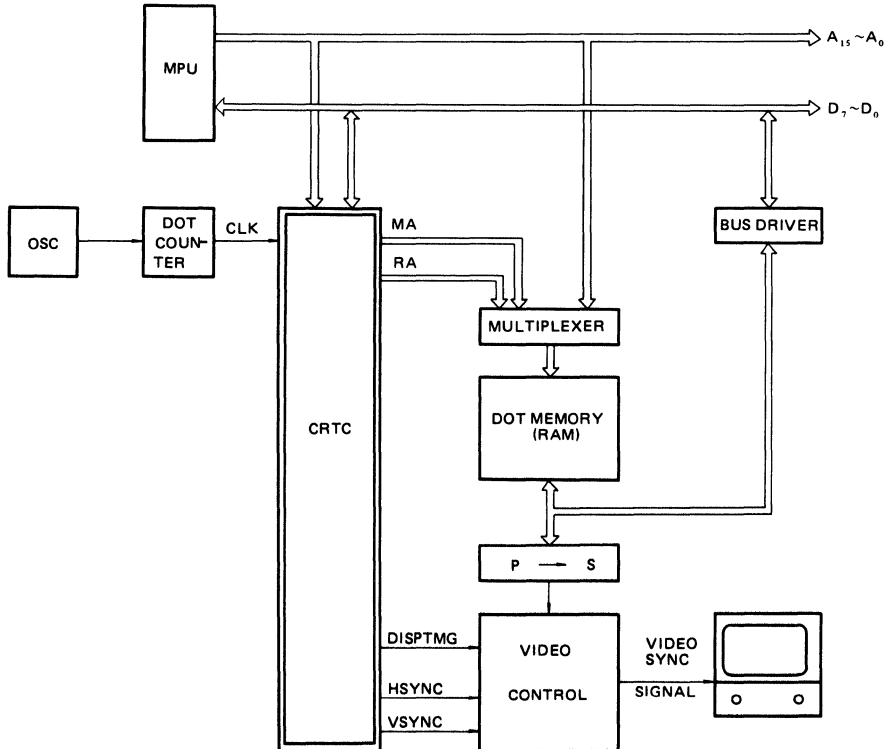 MPU
A₁₅~A₀
D₇~D₀
OSC
DOT
COUN-
TER
CLK
MA
RA
BUS DRIVER
MULTIPLEXER
CRTC
DOT MEMORY
(RAM)
P → S
DISPTMG
HSYNC
VSYNC
VIDEO
CONTROL
VIDEO
SYNC
SIGNAL